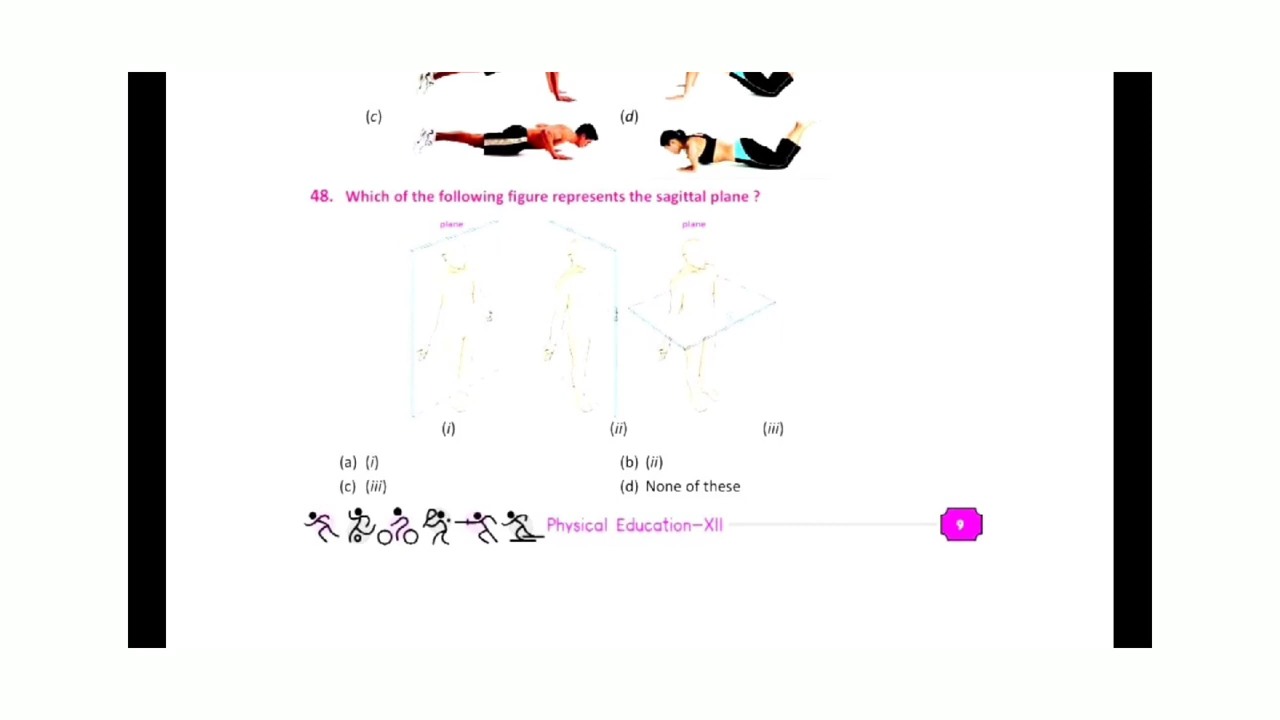 (c) (d)
48. Which of the following figure represents the sagittal plane ?
plane plane
(i) (ii) (iii)
(a) (i) (b) (ii)
(c) (iii) (d) None of these
Physical Education–XII 9